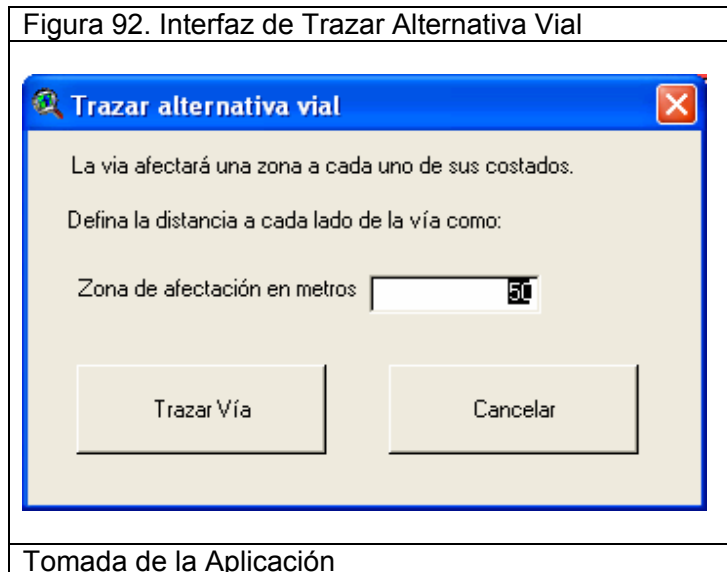 Figura 92. Interfaz de Trazar Alternativa Vial
Trazar alternativa vial
La via afectará una zona a cada uno de sus costados.
Defina la distancia a cada lado de la vía como:
Zona de afectación en metros 50
Trazar Vía Cancelar
Tomada de la Aplicación